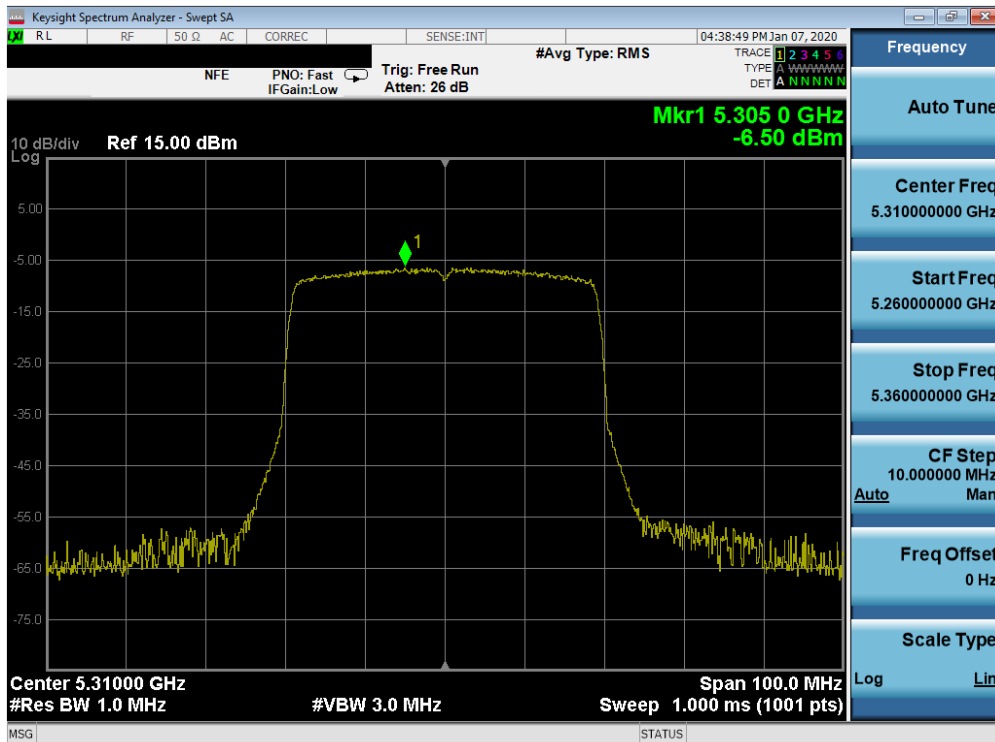 Keysight Spectrum Analyzer - Swept SA
LXI RL RF 50 Ω AC CORREC SENSE:INT 04:38:49 PM Jan 07, 2020
NFE
PNO: Fast
IFGain:Low
Trig: Free Run
Atten: 26 dB
#Avg Type: RMS
TRACE 1 2 3 4 5 6
TYPE A WWWWW
DET A N N N N N
Mkr1 5.305 0 GHz
-6.50 dBm
10 dB/div Ref 15.00 dBm
Log
5.00
-5.00
-15.0
-25.0
-35.0
-45.0
-55.0
-65.0
-75.0
1
Center 5.31000 GHz
Span 100.0 MHz
#Res BW 1.0 MHz
#VBW 3.0 MHz
Sweep 1.000 ms (1001 pts)
MSG
STATUS
Frequency
Auto Tune
Center Freq
5.310000000 GHz
Start Freq
5.260000000 GHz
Stop Freq
5.360000000 GHz
CF Step
10.000000 MHz
Auto Man
Freq Offset
0 Hz
Scale Type
Log Lin